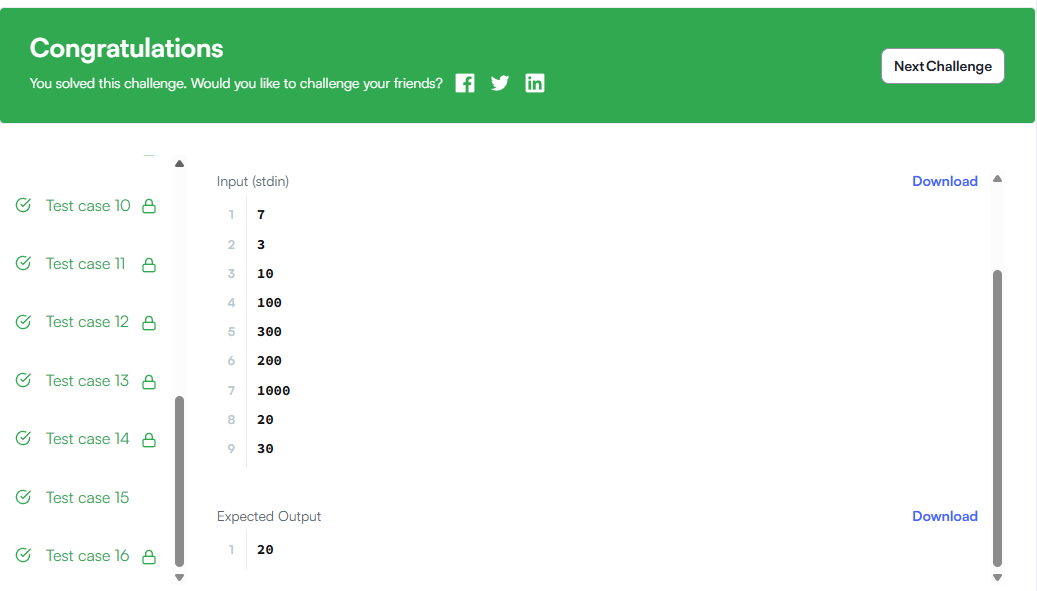 Congratulations
You solved this challenge. Would you like to challenge your friends?
Next Challenge
Test case 10
Test case 11
Test case 12
Test case 13
Test case 14
Test case 15
Test case 16
Input (stdin)
Download
1 7
2 3
3 10
4 100
5 300
6 200
7 1000
8 20
9 30
Expected Output
Download
1 20